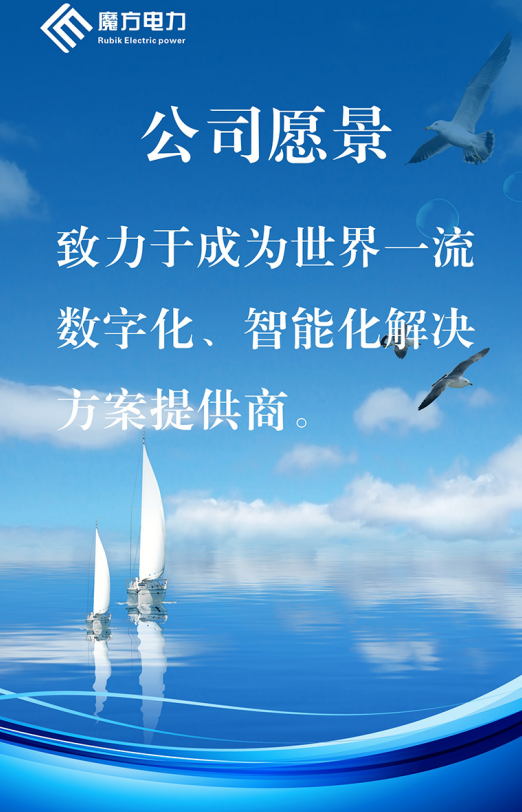 魔方电力
Rubik Electric power
公司愿景
致力于成为世界一流
数字化、智能化解决
方案提供商。